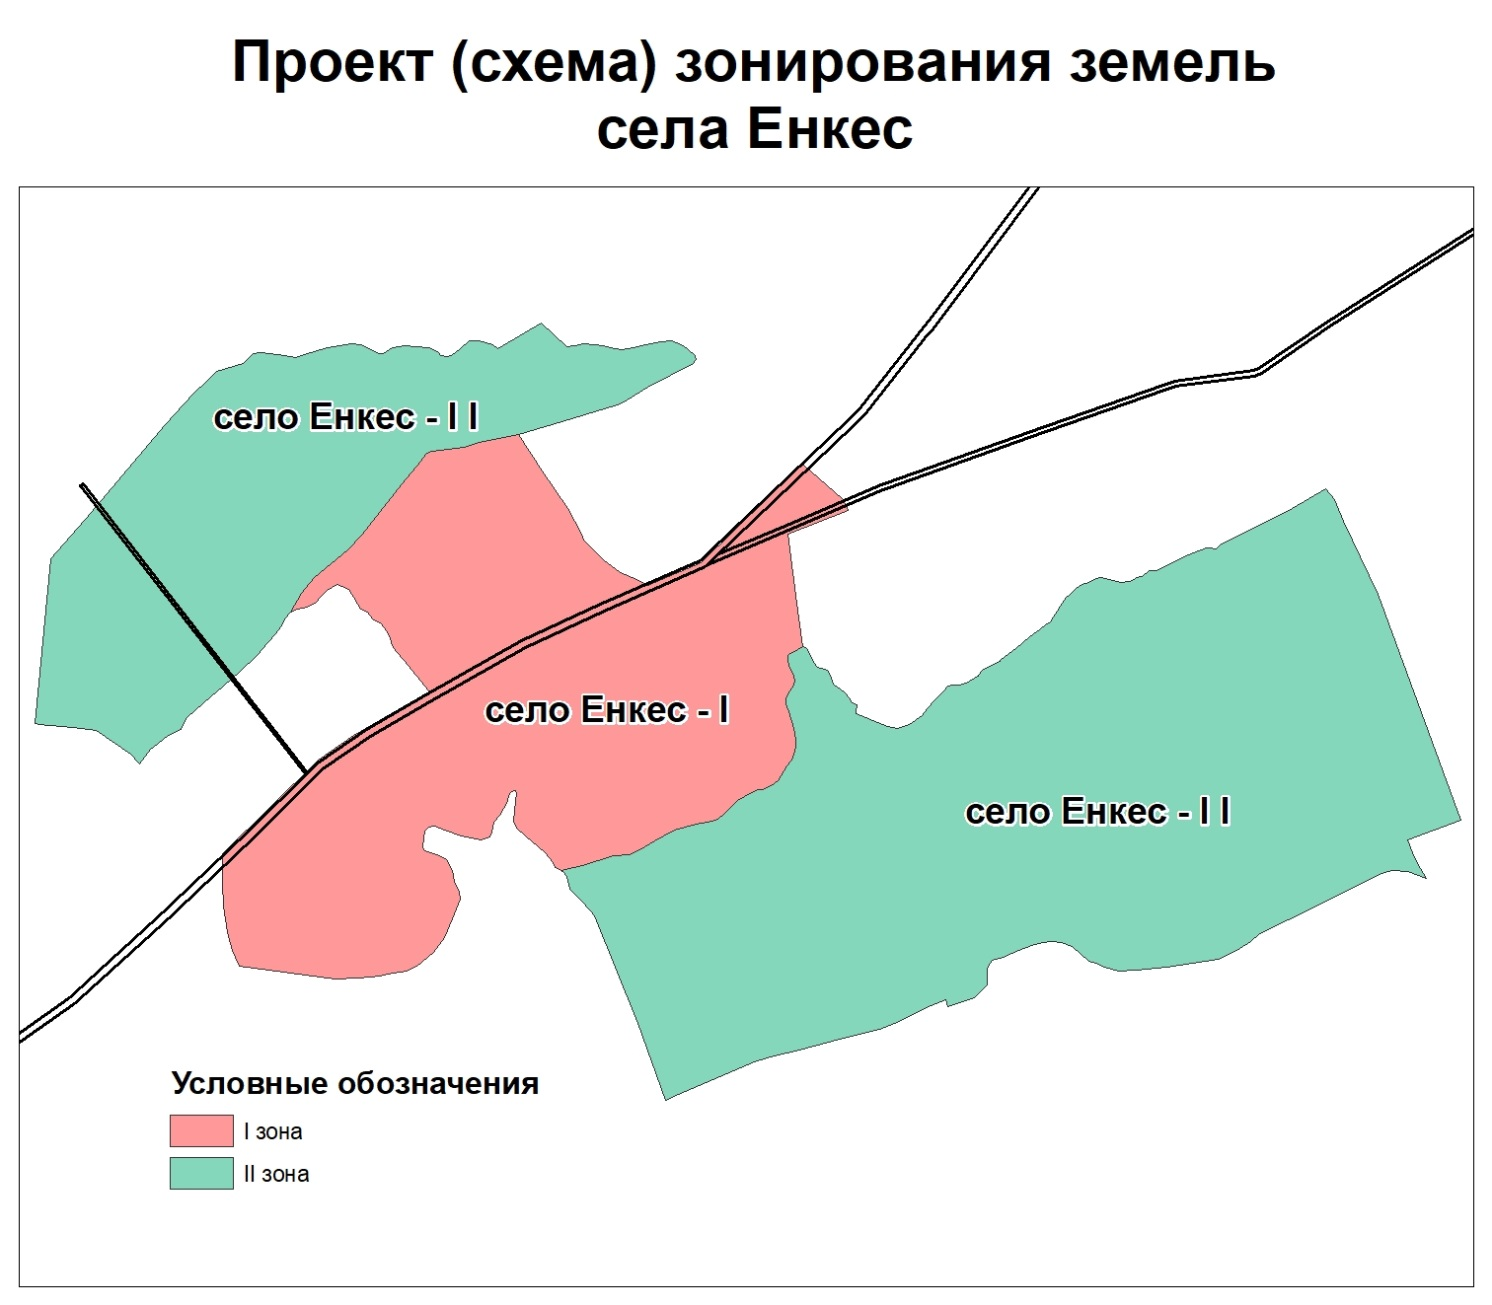 Проект (схема) зонирования земель
села Енкес
село Енкес - I I
село Енкес - I
село Енкес - I I
Условные обозначения
I зона
II зона